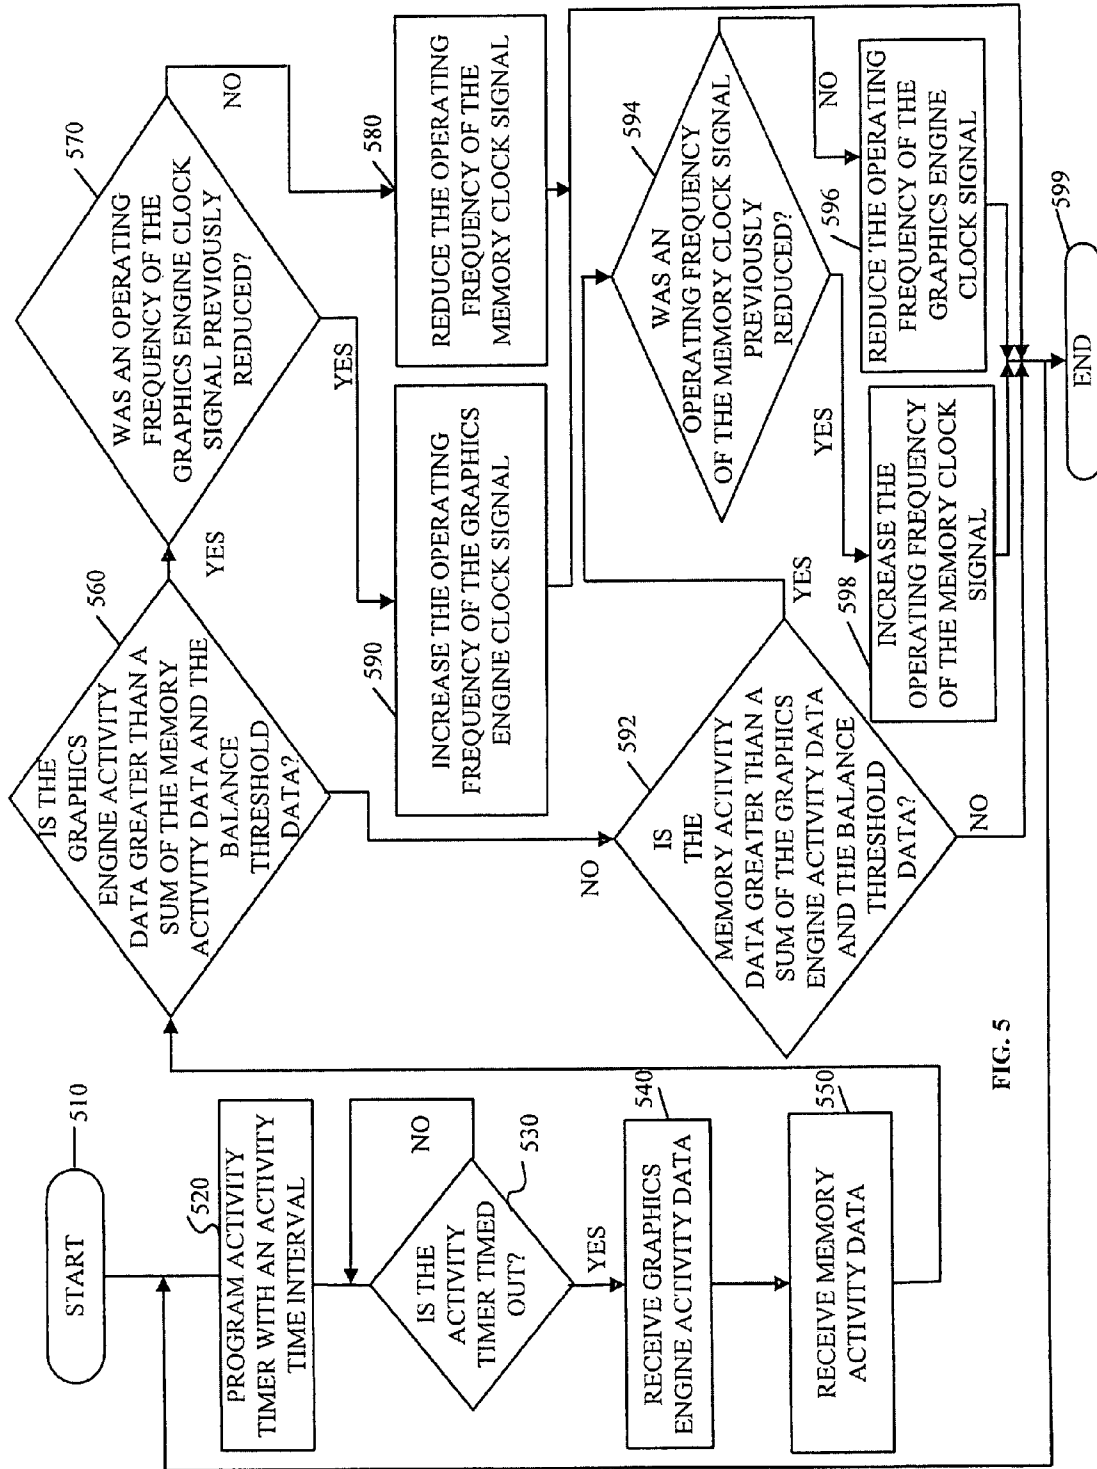 START
510
520
PROGRAM ACTIVITY
TIMER WITH AN ACTIVITY
TIME INTERVAL
NO
530
IS THE
ACTIVITY
TIMER TIMED
OUT?
YES
540
RECEIVE GRAPHICS
ENGINE ACTIVITY DATA
550
RECEIVE MEMORY
ACTIVITY DATA
560
IS THE
GRAPHICS
ENGINE ACTIVITY
DATA GREATER THAN A
SUM OF THE MEMORY
ACTIVITY DATA AND THE
BALANCE
THRESHOLD
DATA?
YES
NO
570
WAS AN OPERATING
FREQUENCY OF THE
GRAPHICS ENGINE CLOCK
SIGNAL PREVIOUSLY
REDUCED?
NO
YES
580
REDUCE THE OPERATING
FREQUENCY OF THE
MEMORY CLOCK SIGNAL
590
INCREASE THE OPERATING
FREQUENCY OF THE GRAPHICS
ENGINE CLOCK SIGNAL
592
IS
THE
MEMORY ACTIVITY
DATA GREATER THAN A
SUM OF THE GRAPHICS
ENGINE ACTIVITY DATA
AND THE BALANCE
THRESHOLD
DATA?
YES
NO
594
WAS AN
OPERATING FREQUENCY
OF THE MEMORY CLOCK SIGNAL
PREVIOUSLY
REDUCED?
NO
YES
596
REDUCE THE OPERATING
FREQUENCY OF THE
GRAPHICS ENGINE
CLOCK SIGNAL
598
INCREASE THE
OPERATING FREQUENCY
OF THE MEMORY CLOCK
SIGNAL
599
END
FIG. 5